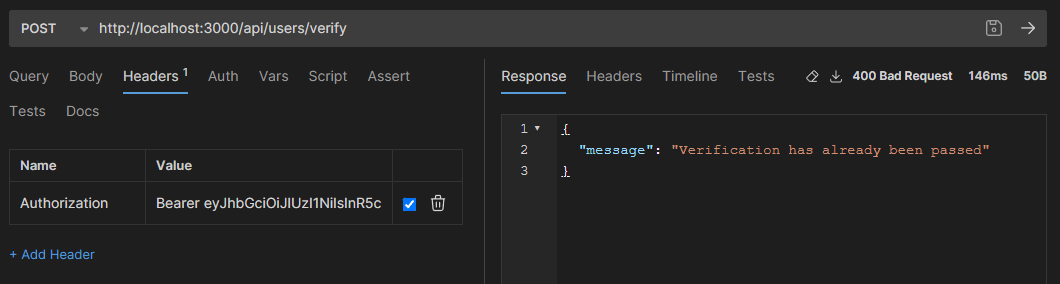 POST http://localhost:3000/api/users/verify
Query Body Headers 1 Auth Vars Script Assert
Tests Docs
Name Value
Authorization Bearer eyJhbGciOiJIUzI1NiIsInR5c
+ Add Header
Response Headers Timeline Tests 400 Bad Request 146ms 50B
1 {
2 "message": "Verification has already been passed"
3 }